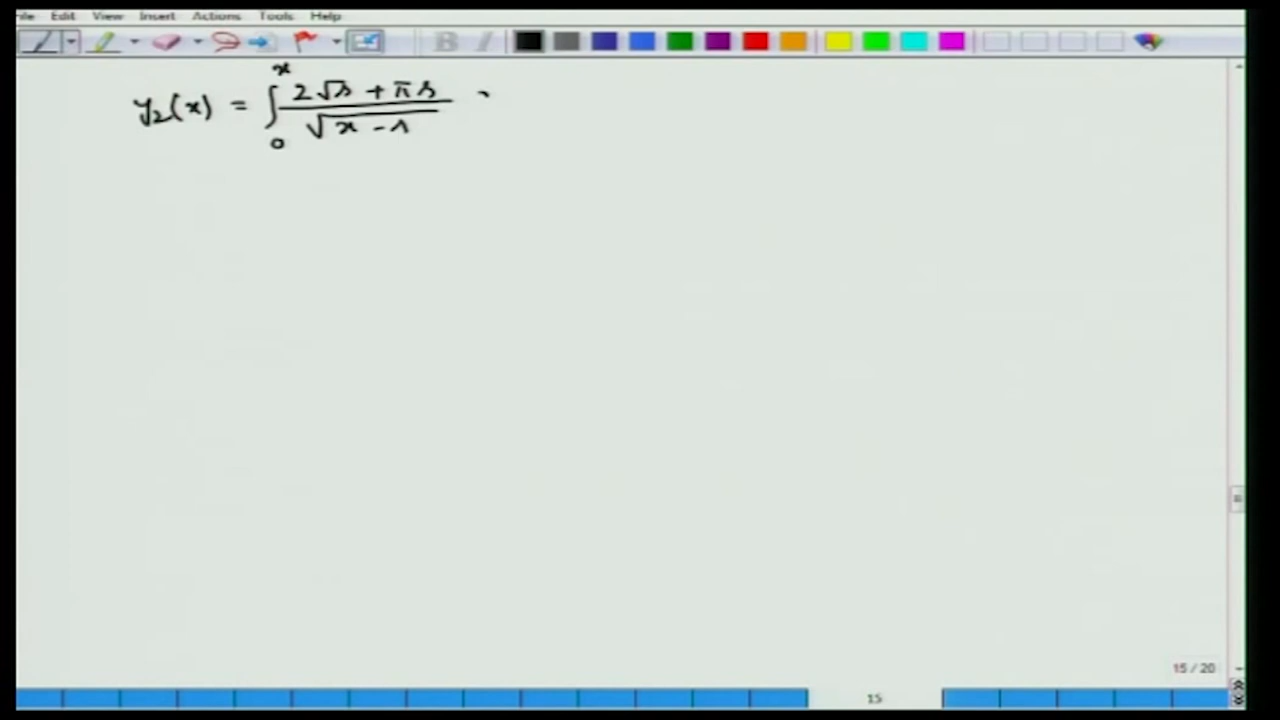 File Edit View Insert Actions Tools Help
B I
y₂(x) = ∫₀ˣ (2√s + πs) / √(x - s)
15 / 20
15